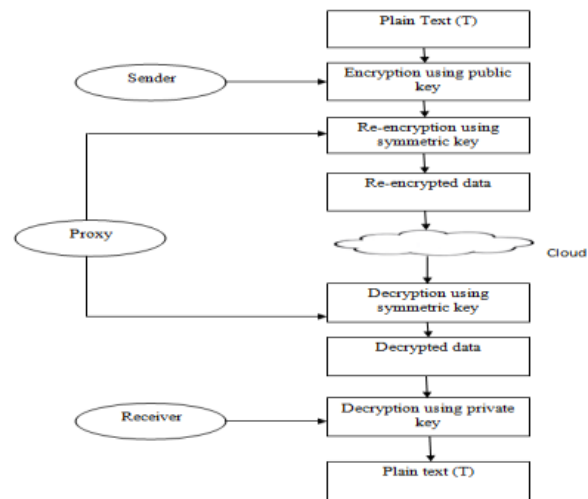 Plain Text (T)
Sender
Encryption using public
key
Re-encryption using
symmetric key
Re-encrypted data
Proxy
Cloud
Decryption using
symmetric key
Decrypted data
Receiver
Decryption using private
key
Plain text (T)